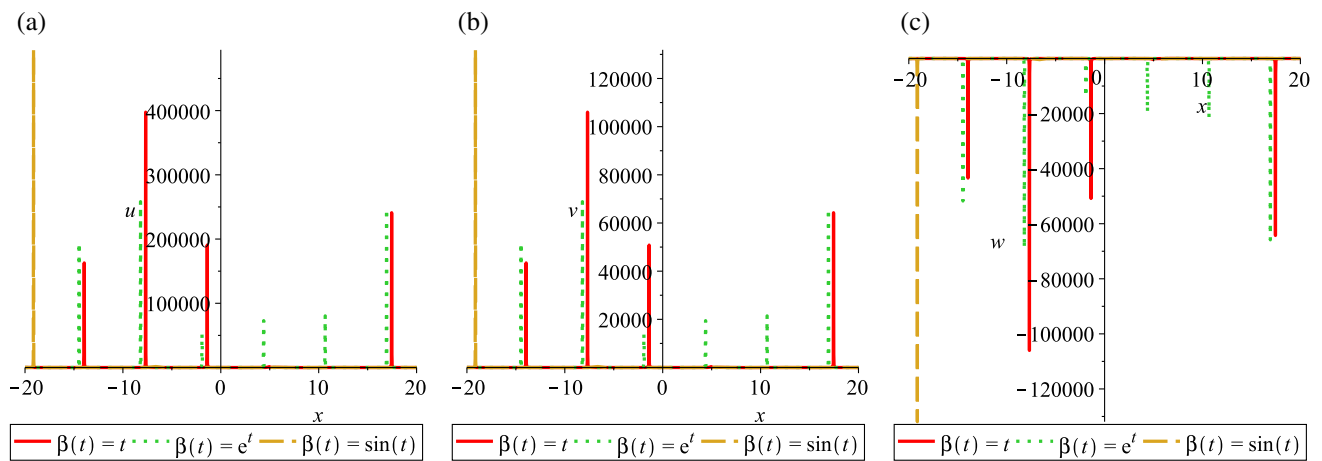 (a)
400000
300000
u
200000
100000
−20 −10 0 10 20
x
β(t) = t β(t) = e^t β(t) = sin(t)
(b)
120000
100000
80000
v
60000
40000
20000
−20 −10 0 10 20
x
β(t) = t β(t) = e^t β(t) = sin(t)
(c)
−20 −10 0 10 20
x
−20000
−40000
−60000
w
−80000
−100000
−120000
β(t) = t β(t) = e^t β(t) = sin(t)